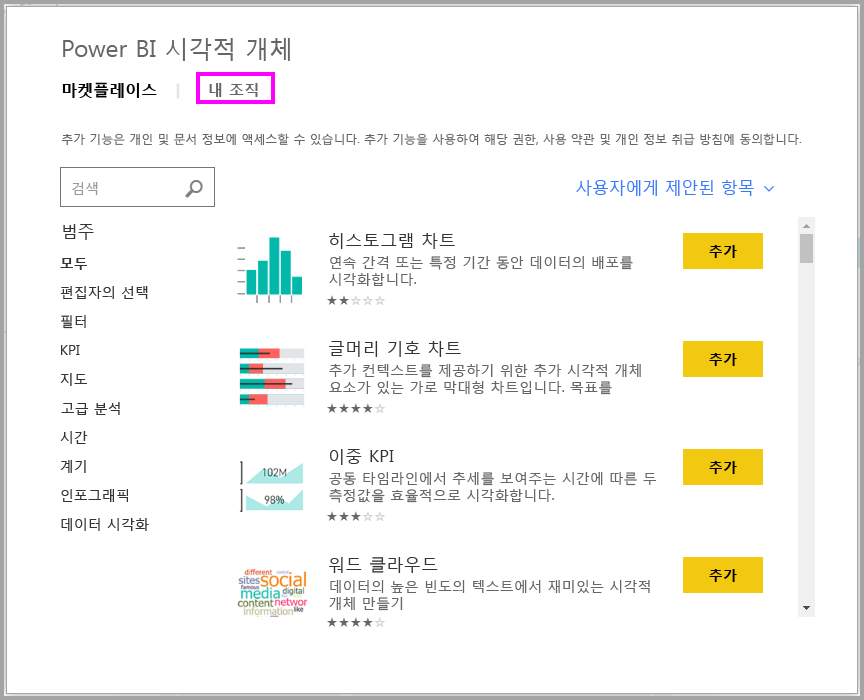 Power BI 시각적 개체
마켓플레이스 | 내 조직
추가 기능은 개인 및 문서 정보에 액세스할 수 있습니다. 추가 기능을 사용하여 해당 권한, 사용 약관 및 개인 정보 취급 방침에 동의합니다.
검색
사용자에게 제안된 항목
범주
모두
편집자의 선택
필터
KPI
지도
고급 분석
시간
계기
인포그래픽
데이터 시각화
히스토그램 차트
연속 간격 또는 특정 기간 동안 데이터의 배포를
시각화합니다.
추가
글머리 기호 차트
추가 컨텍스트를 제공하기 위한 추가 시각적 개체
요소가 있는 가로 막대형 차트입니다. 목표를
추가
102M
98%
이중 KPI
공동 타임라인에서 추세를 보여주는 시간에 따른 두
측정값을 효율적으로 시각화합니다.
추가
different
sites social
famous
media digital
content networ
information like
워드 클라우드
데이터의 높은 빈도의 텍스트에서 재미있는 시각적
개체 만들기
추가